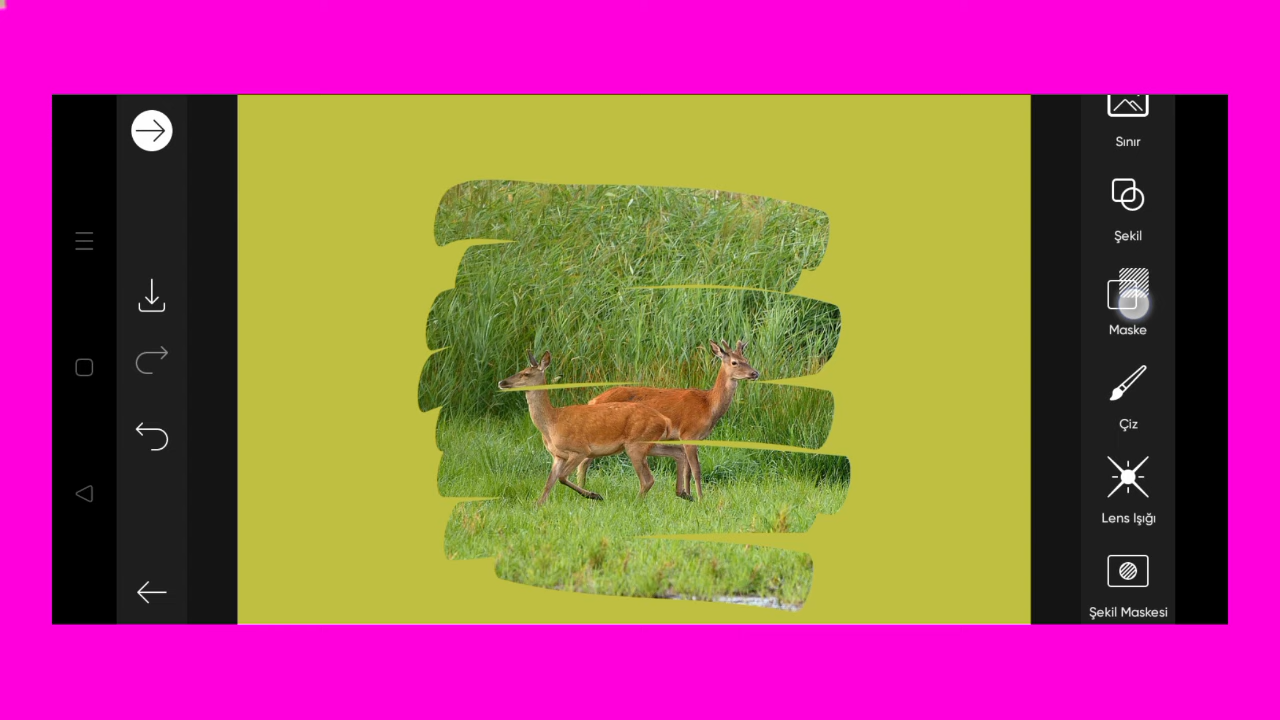 Sınır
Şekil
Maske
Çiz
Lens Işığı
Şekil Maskesi